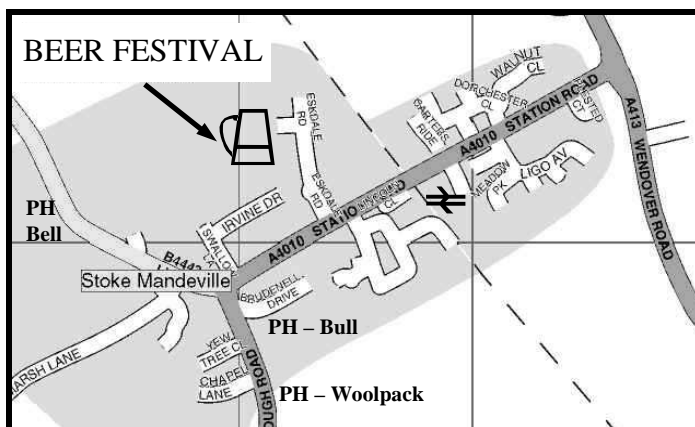 BEER FESTIVAL
WALNUT
CL
DORCHESTER
CL
CARTERS
RIDE
ESKDALE
RD
A4010 STATION ROAD
A413 WENDOVER ROAD
LIGO AV
MEADOW
PK
ESKDALE
RD
CL
PH
Bell
IRVINE DR
SWALLOW
A4010
B4443
Stoke Mandeville
BRUDENELL
DRIVE
PH – Bull
YEW
TREE CL
CHAPEL
LANE
MARSH LANE
OUGH ROAD
PH – Woolpack